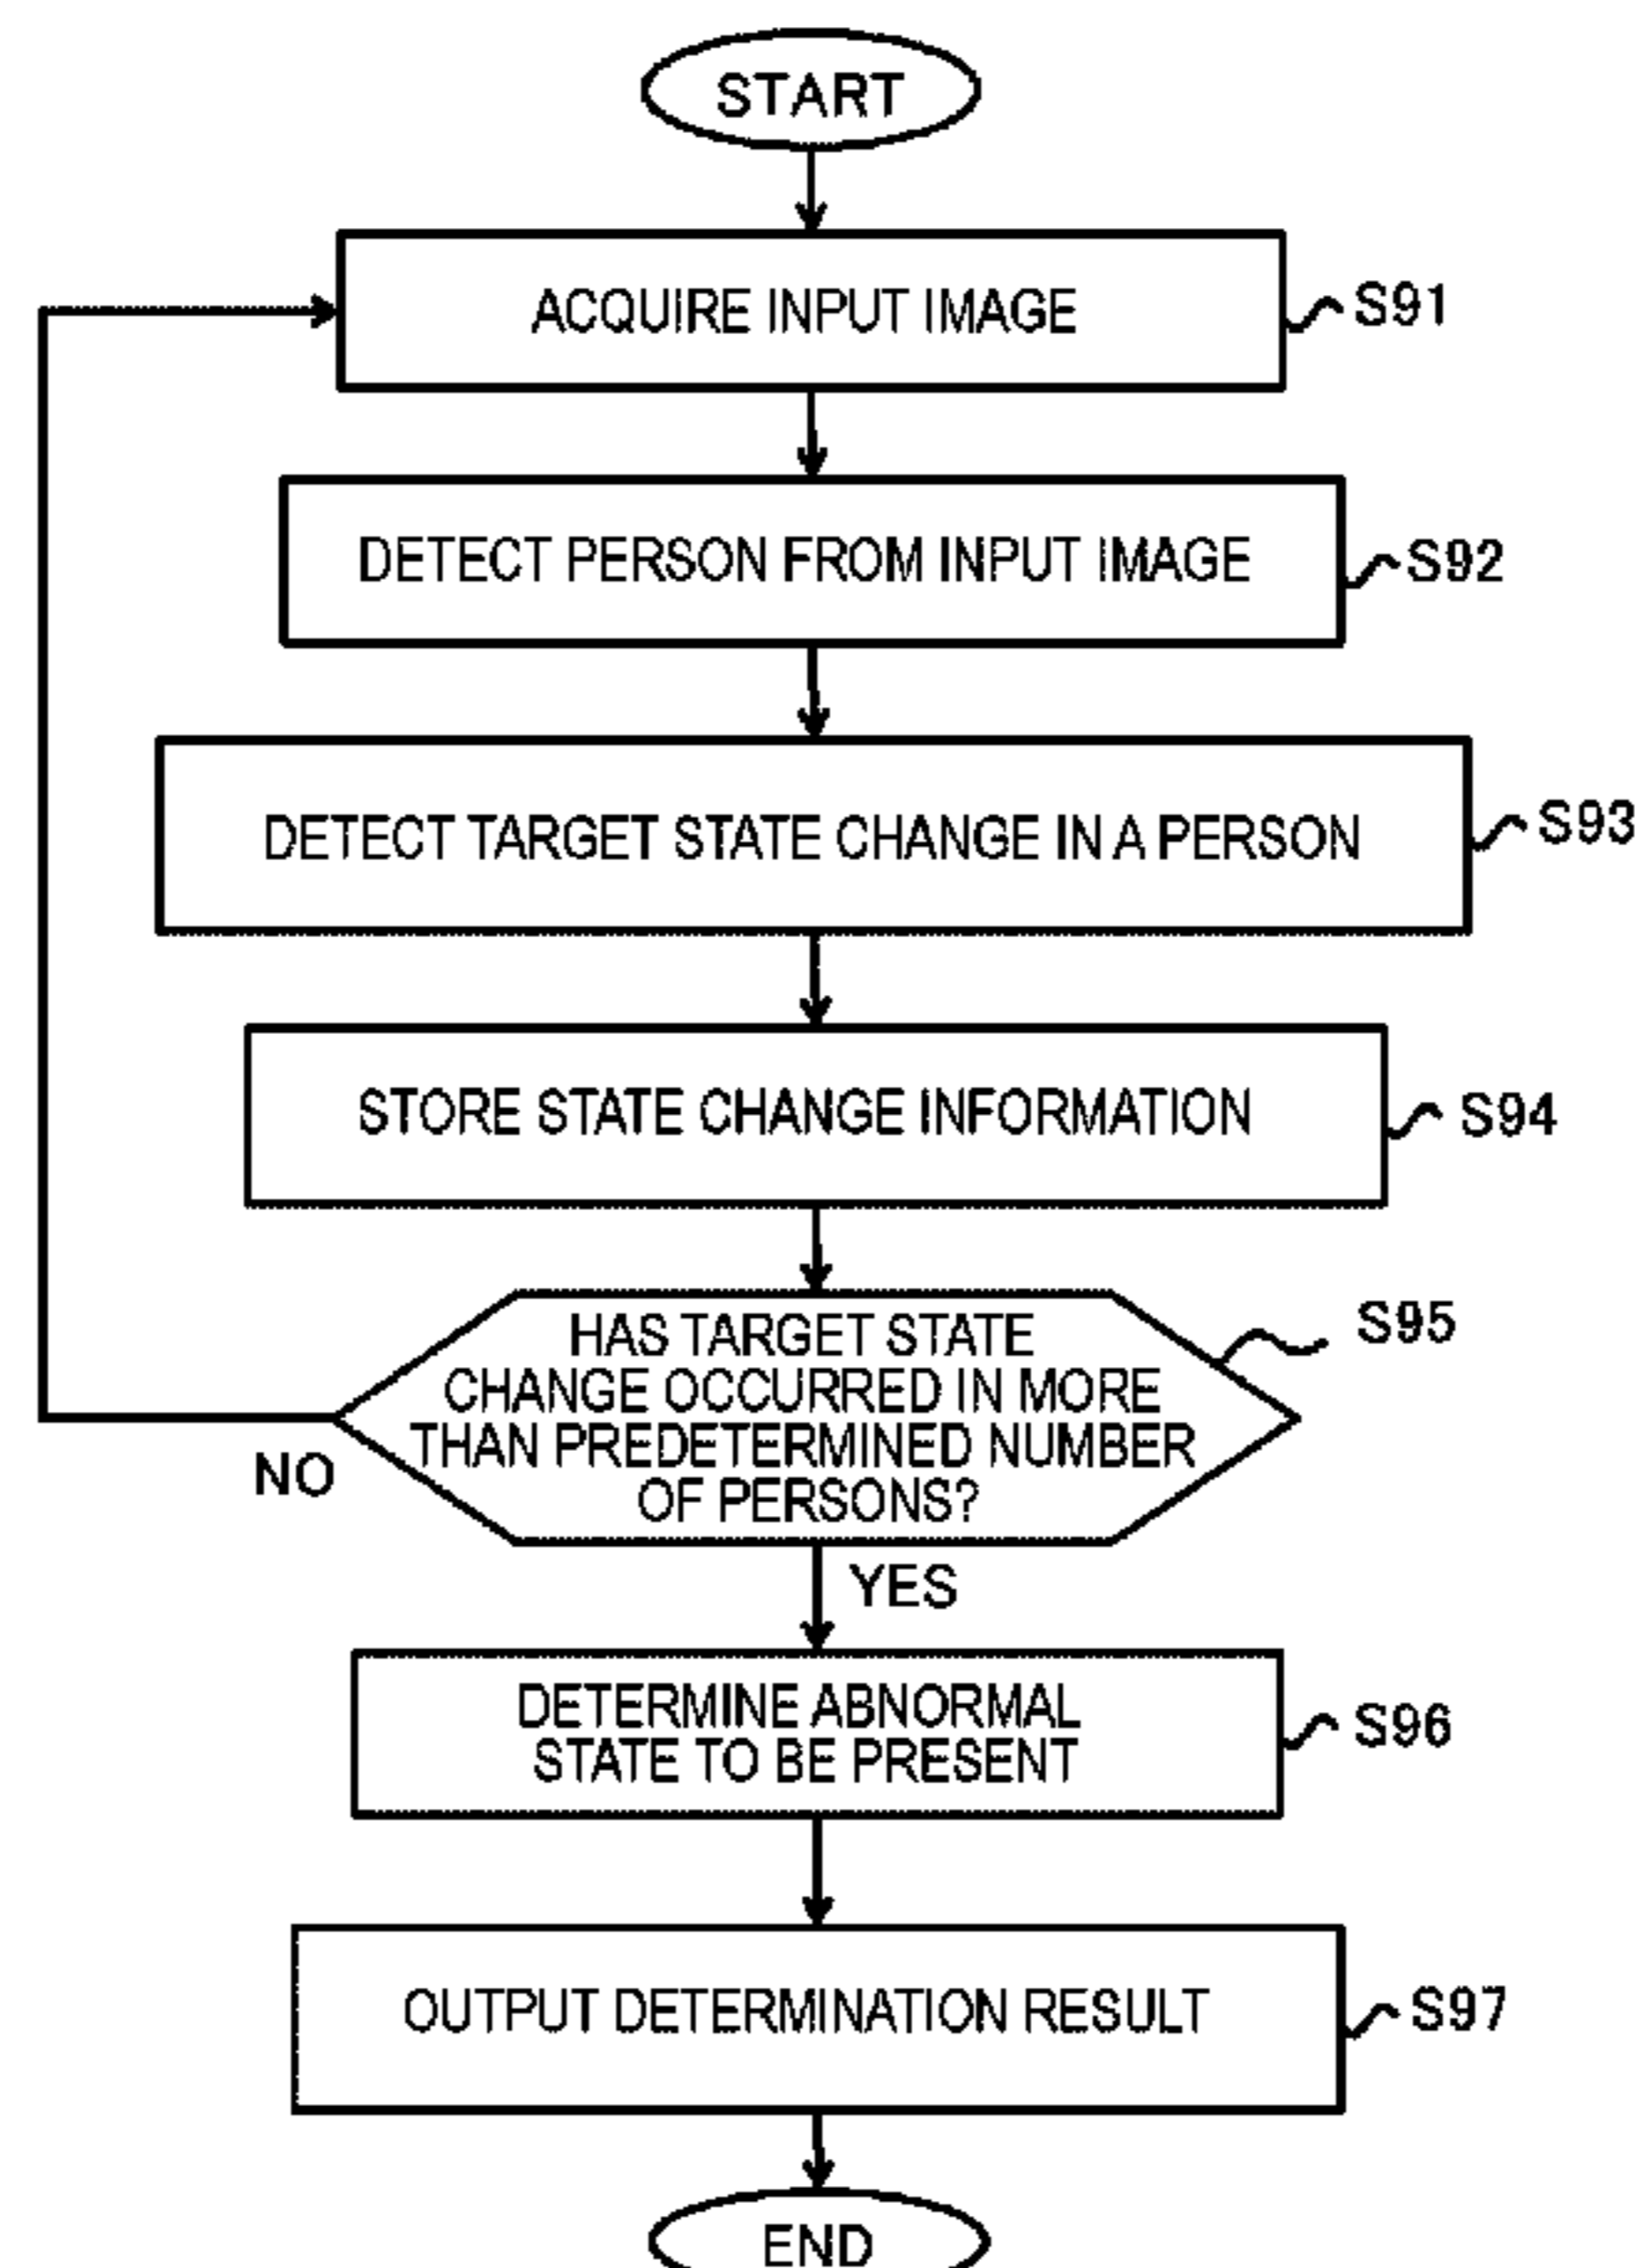 START
ACQUIRE INPUT IMAGE
S91
DETECT PERSON FROM INPUT IMAGE
S92
DETECT TARGET STATE CHANGE IN A PERSON
S93
STORE STATE CHANGE INFORMATION
S94
HAS TARGET STATE
CHANGE OCCURRED IN MORE
THAN PREDETERMINED NUMBER
OF PERSONS?
S95
NO
YES
DETERMINE ABNORMAL
STATE TO BE PRESENT
S96
OUTPUT DETERMINATION RESULT
S97
END